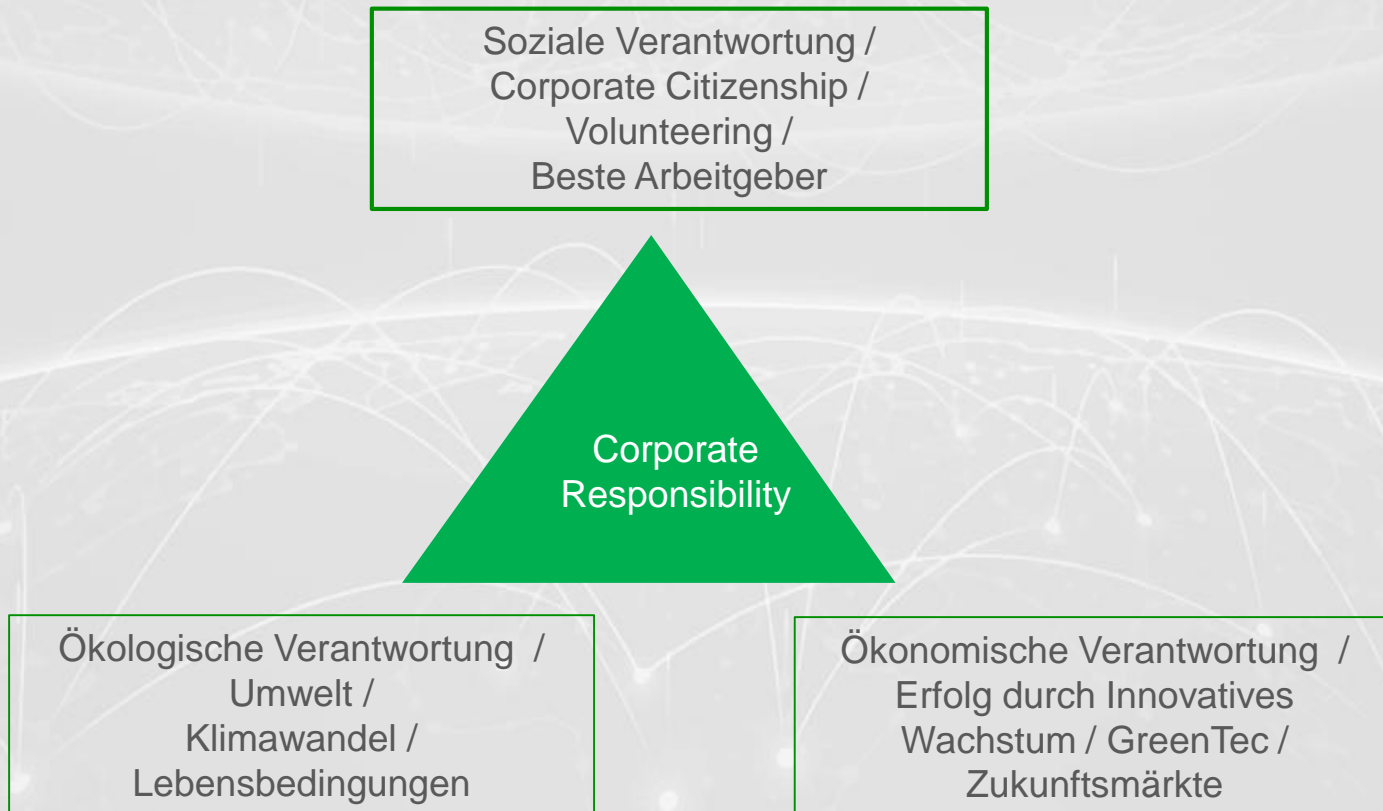 Soziale Verantwortung /
Corporate Citizenship /
Volunteering /
Beste Arbeitgeber
Corporate
Responsibility
Ökologische Verantwortung /
Umwelt /
Klimawandel /
Lebensbedingungen
Ökonomische Verantwortung /
Erfolg durch Innovatives
Wachstum / GreenTec /
Zukunftsmärkte